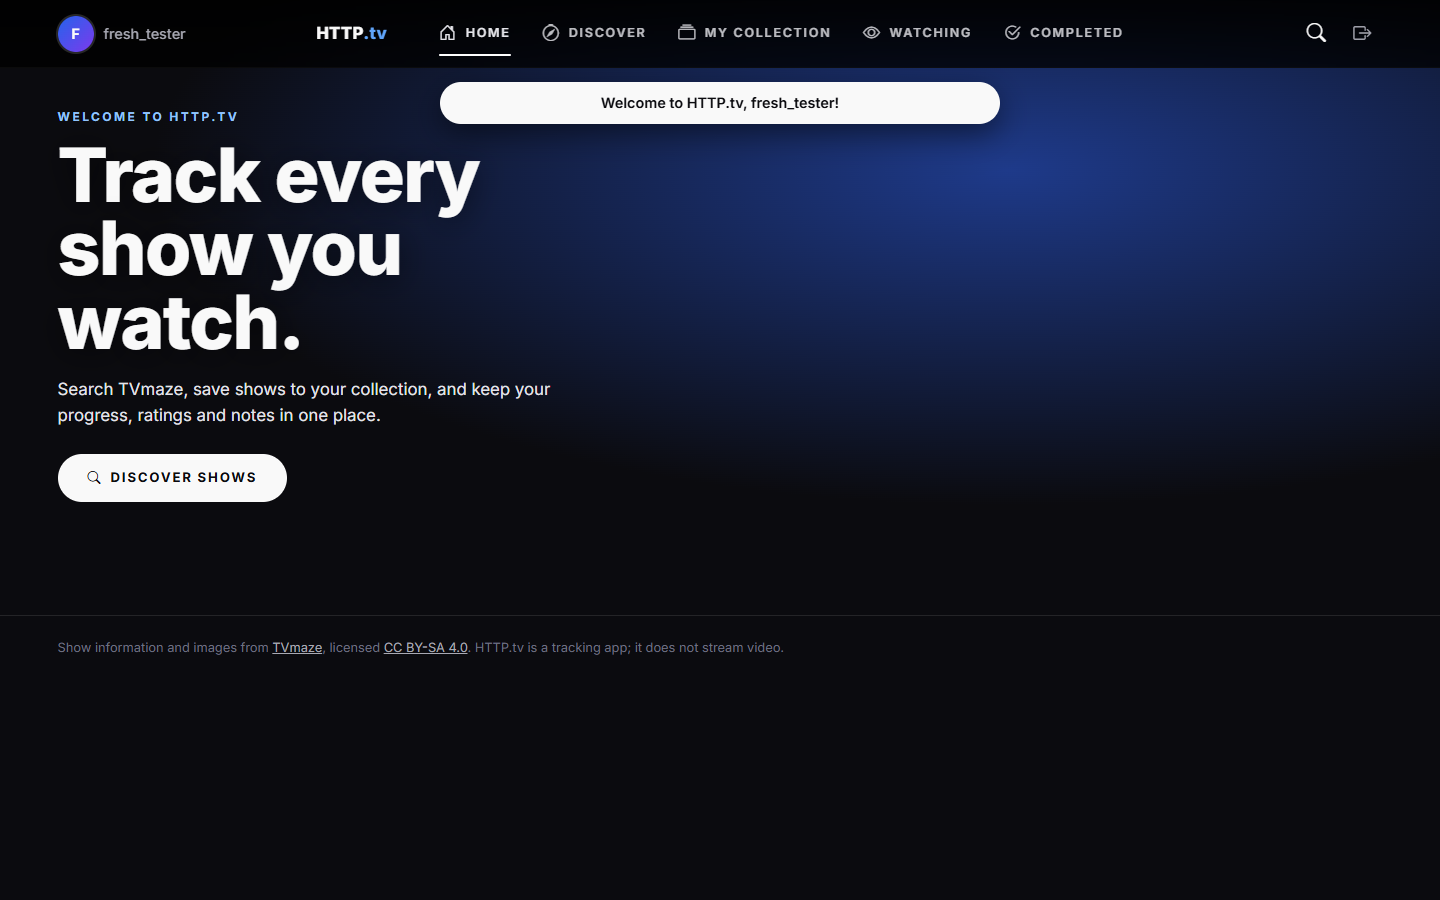 F fresh_tester HTTP.tv HOME DISCOVER MY COLLECTION WATCHING COMPLETED
Welcome to HTTP.tv, fresh_tester!
WELCOME TO HTTP.TV
Track every
show you
watch.
Search TVmaze, save shows to your collection, and keep your
progress, ratings and notes in one place.
DISCOVER SHOWS
Show information and images from TVmaze, licensed CC BY-SA 4.0. HTTP.tv is a tracking app; it does not stream video.